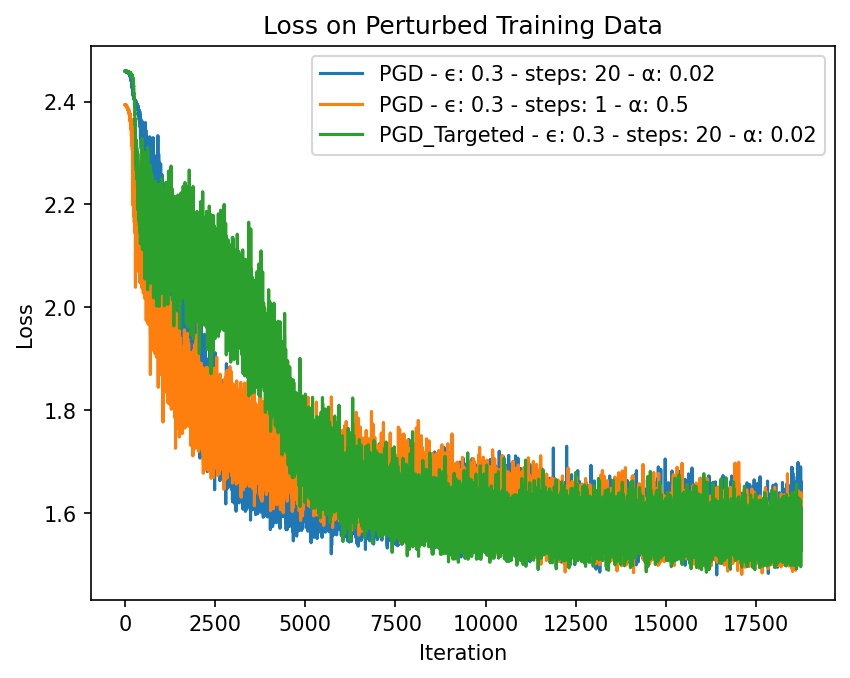 Loss on Perturbed Training Data
PGD - ϵ: 0.3 - steps: 20 - α: 0.02
PGD - ϵ: 0.3 - steps: 1 - α: 0.5
PGD_Targeted - ϵ: 0.3 - steps: 20 - α: 0.02
Loss
2.4
2.2
2.0
1.8
1.6
0 2500 5000 7500 10000 12500 15000 17500
Iteration